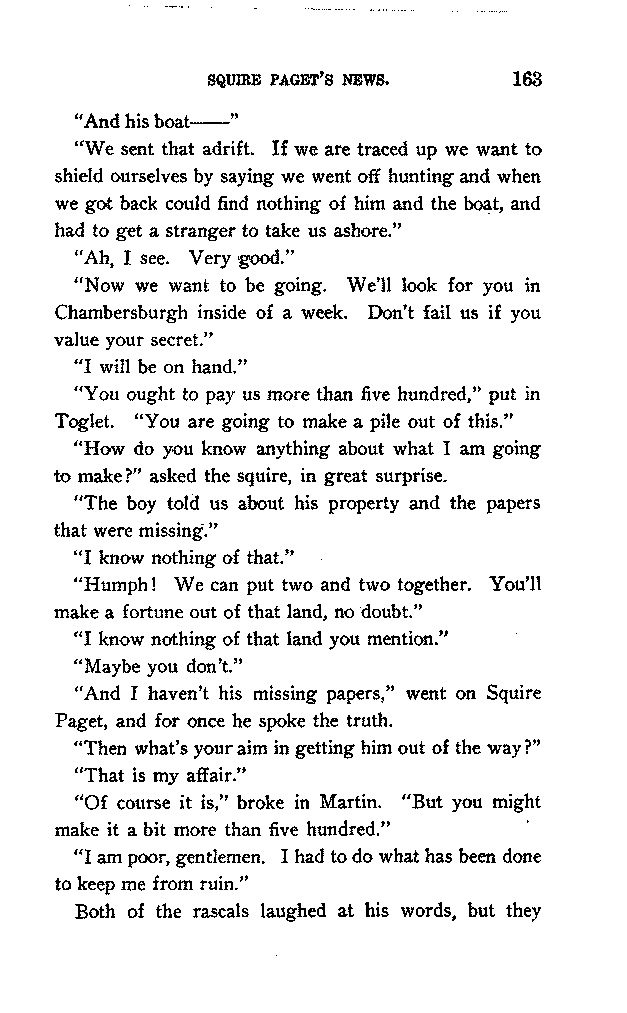 SQUIRE PAGET'S NEWS. 163
"And his boat——"
"We sent that adrift. If we are traced up we want to
shield ourselves by saying we went off hunting and when
we got back could find nothing of him and the boat, and
had to get a stranger to take us ashore."
"Ah, I see. Very good."
"Now we want to be going. We'll look for you in
Chambersburgh inside of a week. Don't fail us if you
value your secret."
"I will be on hand."
"You ought to pay us more than five hundred," put in
Toglet. "You are going to make a pile out of this."
"How do you know anything about what I am going
to make?" asked the squire, in great surprise.
"The boy told us about his property and the papers
that were missing."
"I know nothing of that."
"Humph! We can put two and two together. You'll
make a fortune out of that land, no doubt."
"I know nothing of that land you mention."
"Maybe you don't."
"And I haven't his missing papers," went on Squire
Paget, and for once he spoke the truth.
"Then what's your aim in getting him out of the way?"
"That is my affair."
"Of course it is," broke in Martin. "But you might
make it a bit more than five hundred."
"I am poor, gentlemen. I had to do what has been done
to keep me from ruin."
Both of the rascals laughed at his words, but they